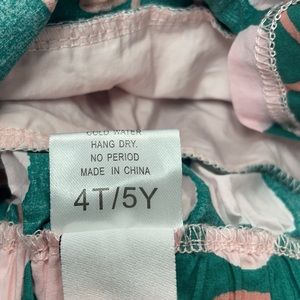 COLD WATER
HANG DRY.
NO PERIOD
MADE IN CHINA
4T/5Y